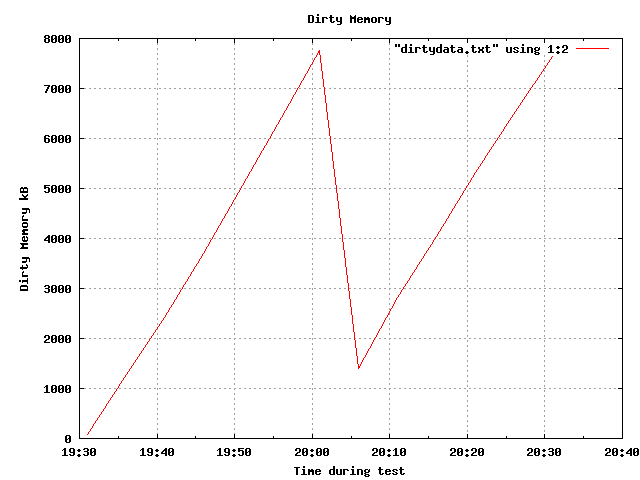 Dirty Memory
"dirtydata.txt" using 1:2
8000
7000
6000
5000
4000
3000
2000
1000
0
Dirty Memory kB
19:30 19:40 19:50 20:00 20:10 20:20 20:30 20:40
Time during test